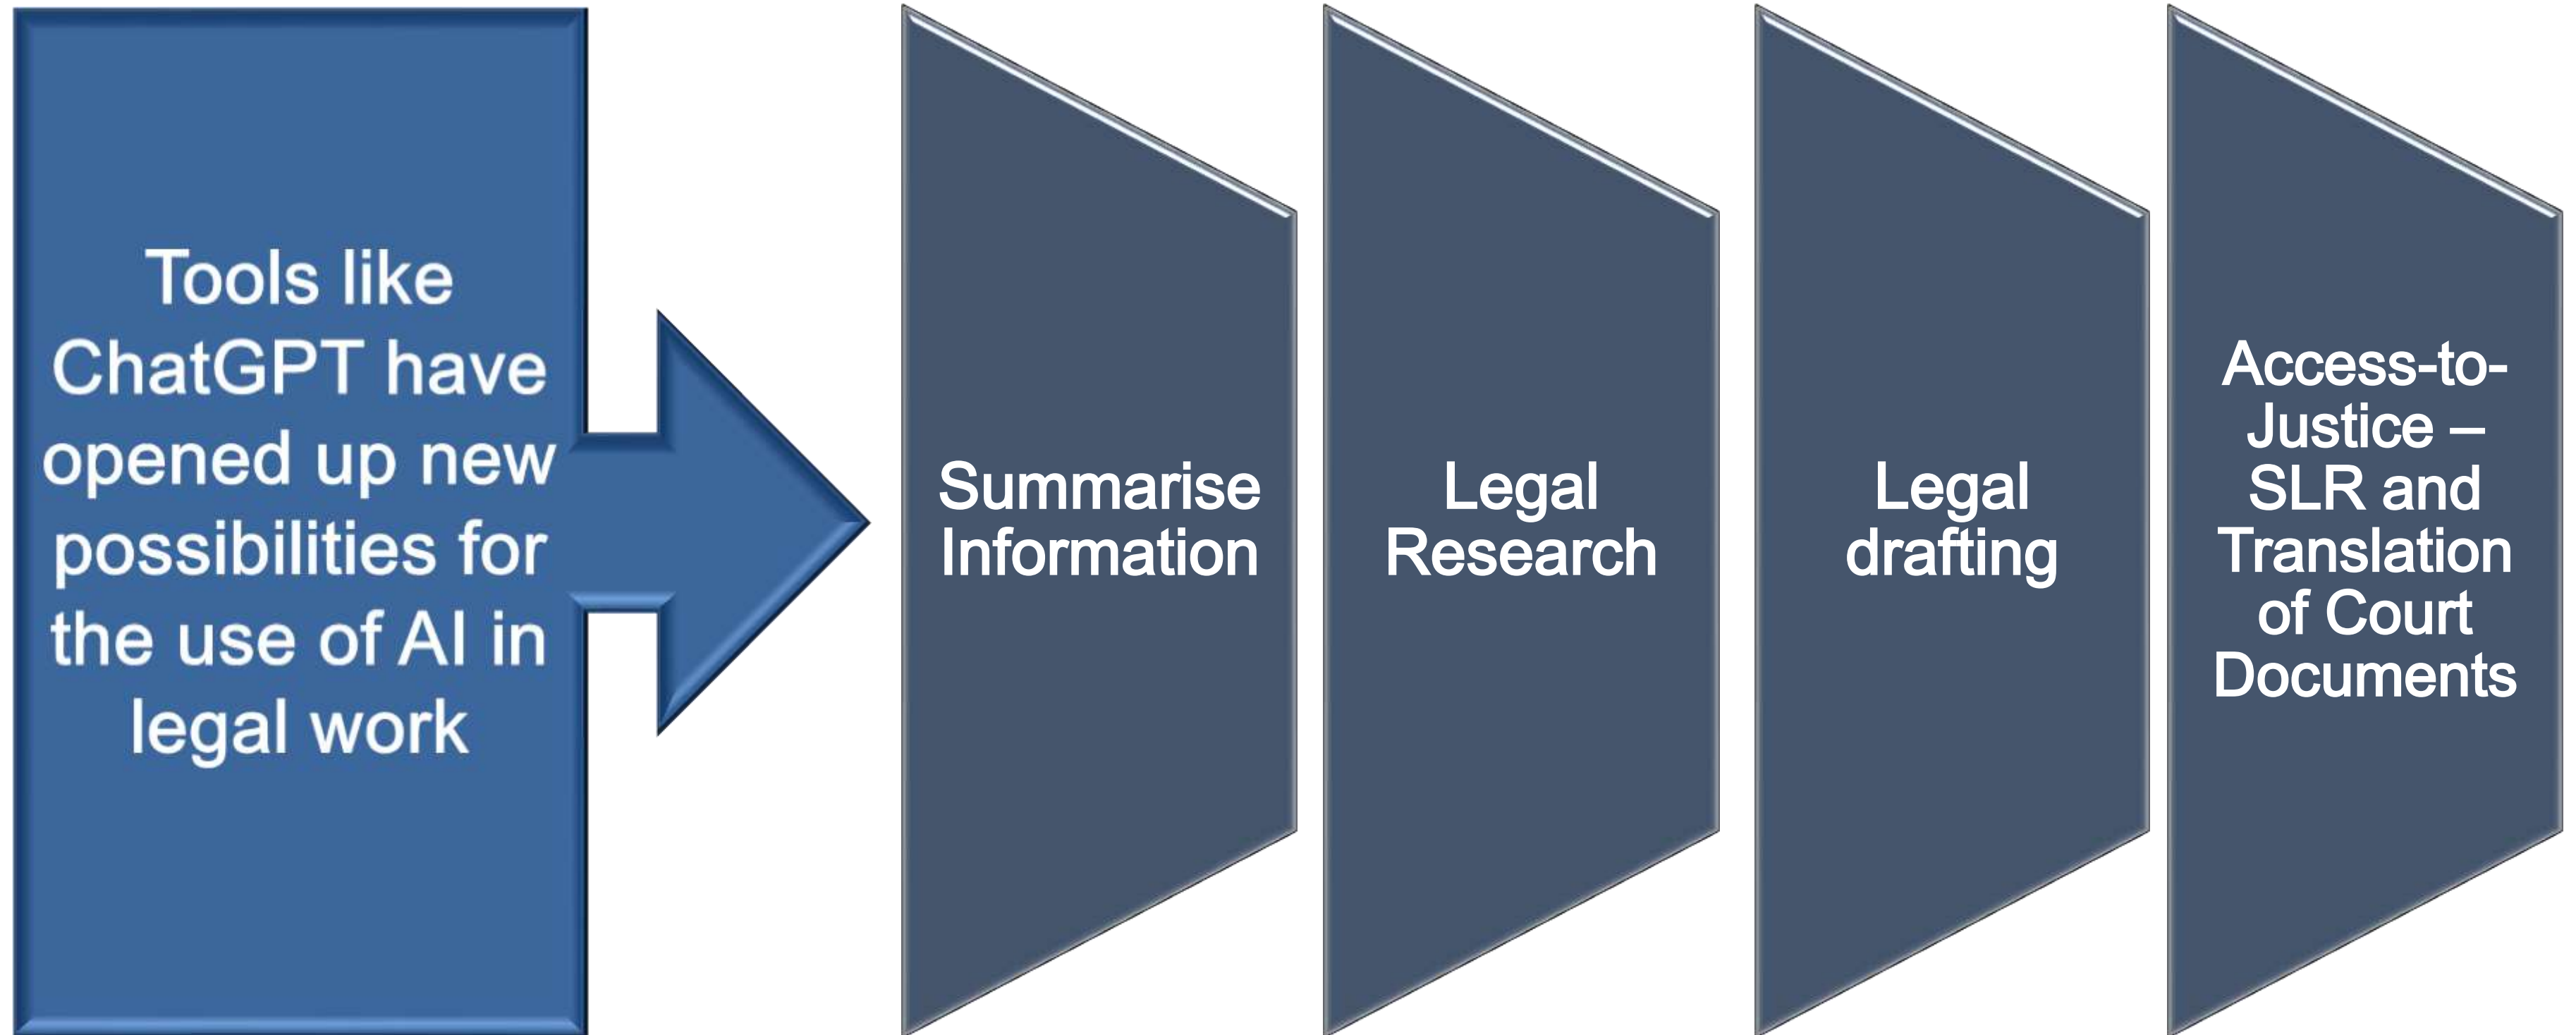 Tools like
ChatGPT have
opened up new
possibilities for
the use of AI in
legal work
Summarise
Information
Legal
Research
Legal
drafting
Access-to-
Justice –
SLR and
Translation
of Court
Documents